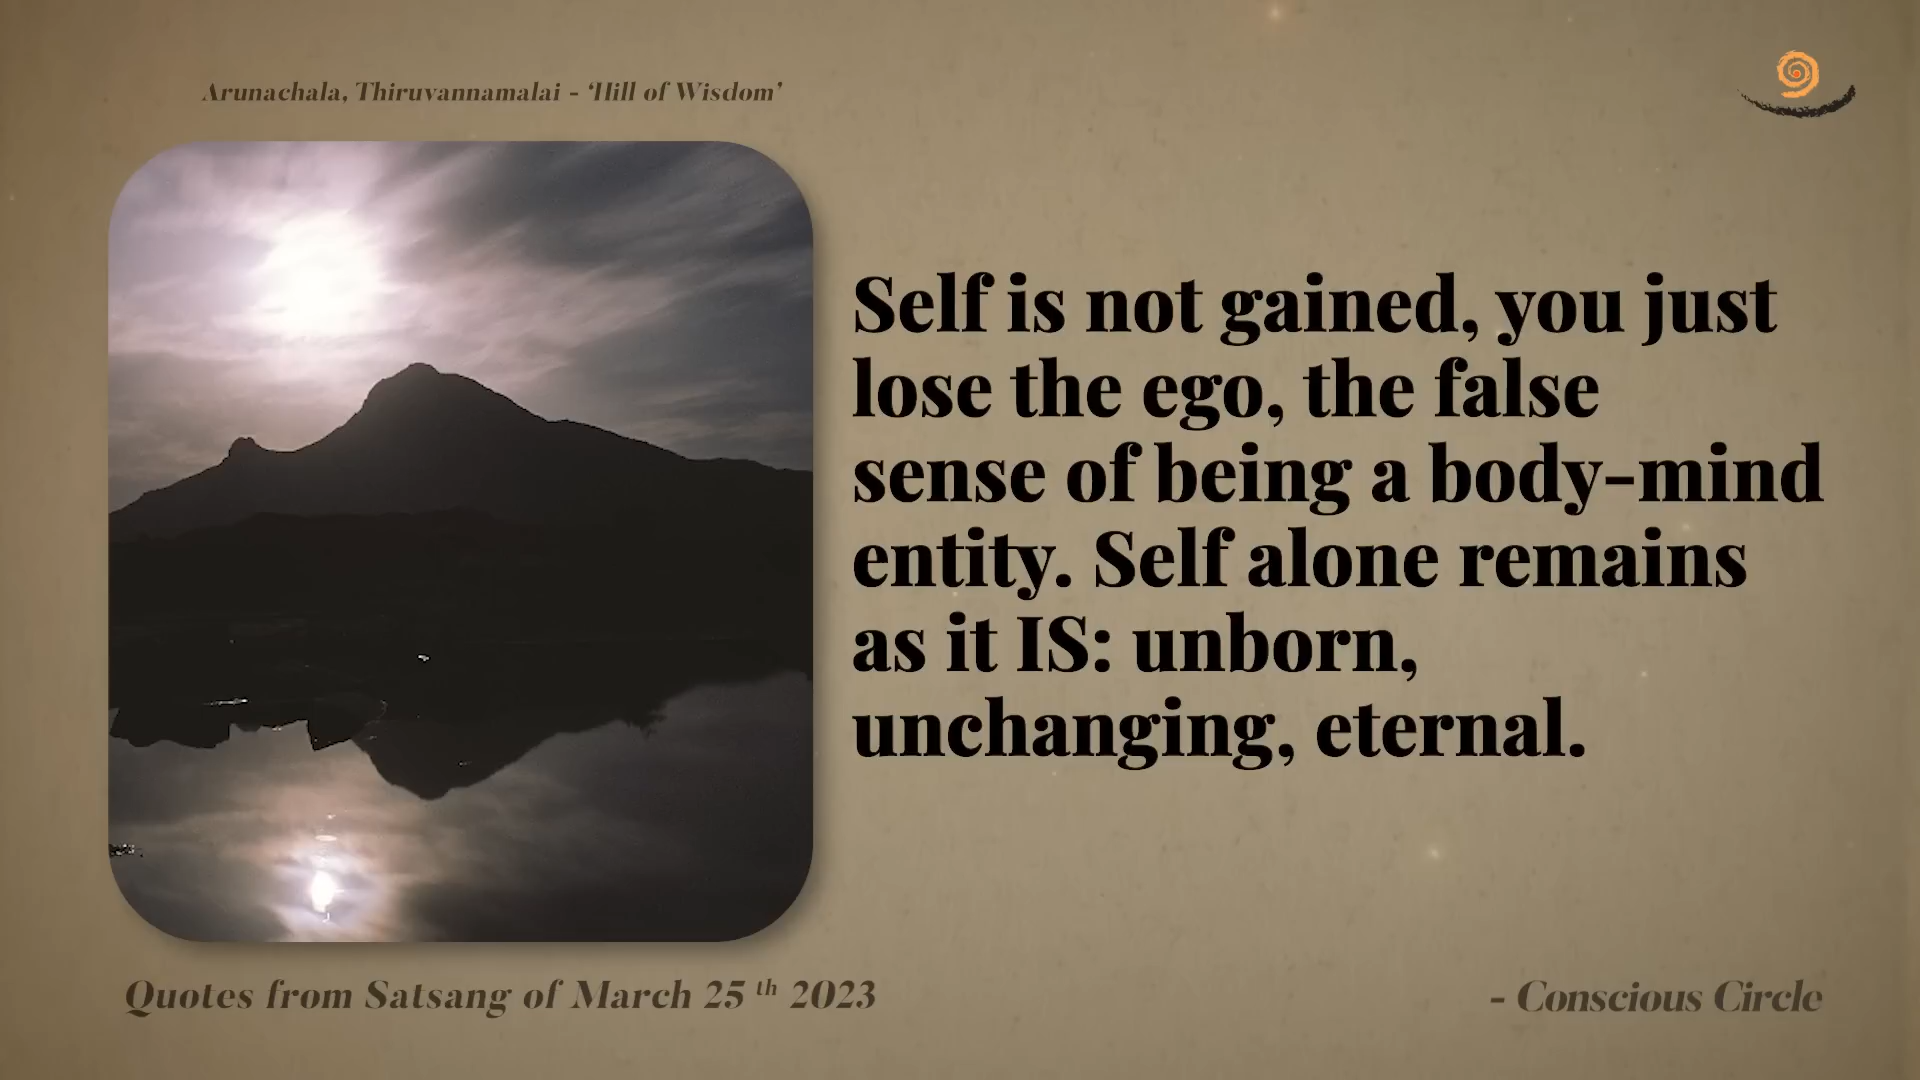 Arunachala, Thiruvannamalai - 'Hill of Wisdom'
Self is not gained, you just
lose the ego, the false
sense of being a body-mind
entity. Self alone remains
as it IS: unborn,
unchanging, eternal.
Quotes from Satsang of March 25 th 2023
- Conscious Circle